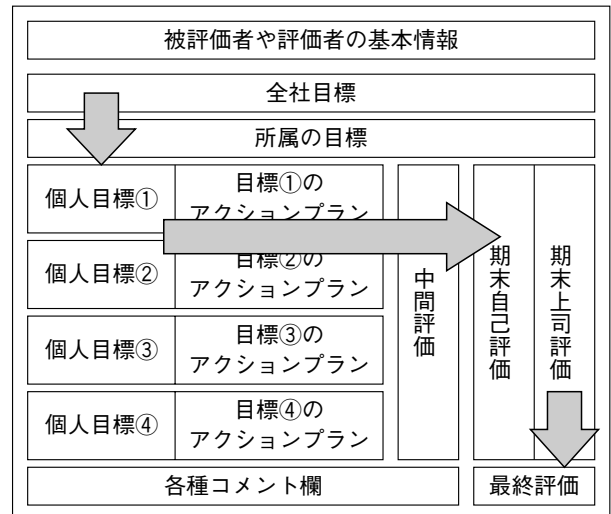 被評価者や評価者の基本情報
全社目標
所属の目標
個人目標①
目標①の
アクションプラン
個人目標②
目標②の
アクションプラン
個人目標③
目標③の
アクションプラン
個人目標④
目標④の
アクションプラン
中間評価
期末自己評価
期末上司評価
各種コメント欄
最終評価